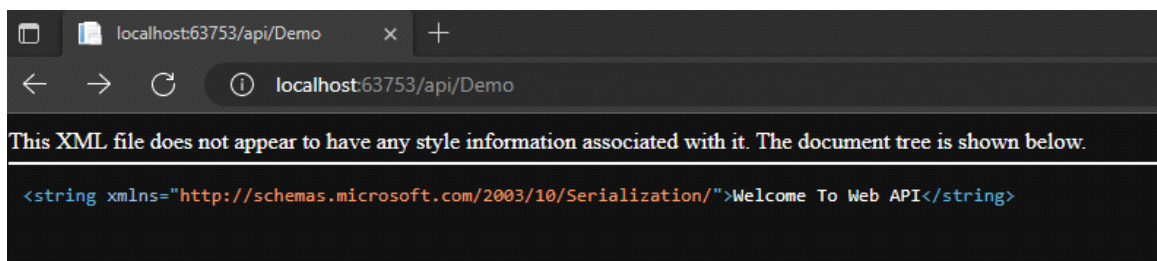 localhost:63753/api/Demo
localhost:63753/api/Demo
This XML file does not appear to have any style information associated with it. The document tree is shown below.
<string xmlns="http://schemas.microsoft.com/2003/10/Serialization/">Welcome To Web API</string>